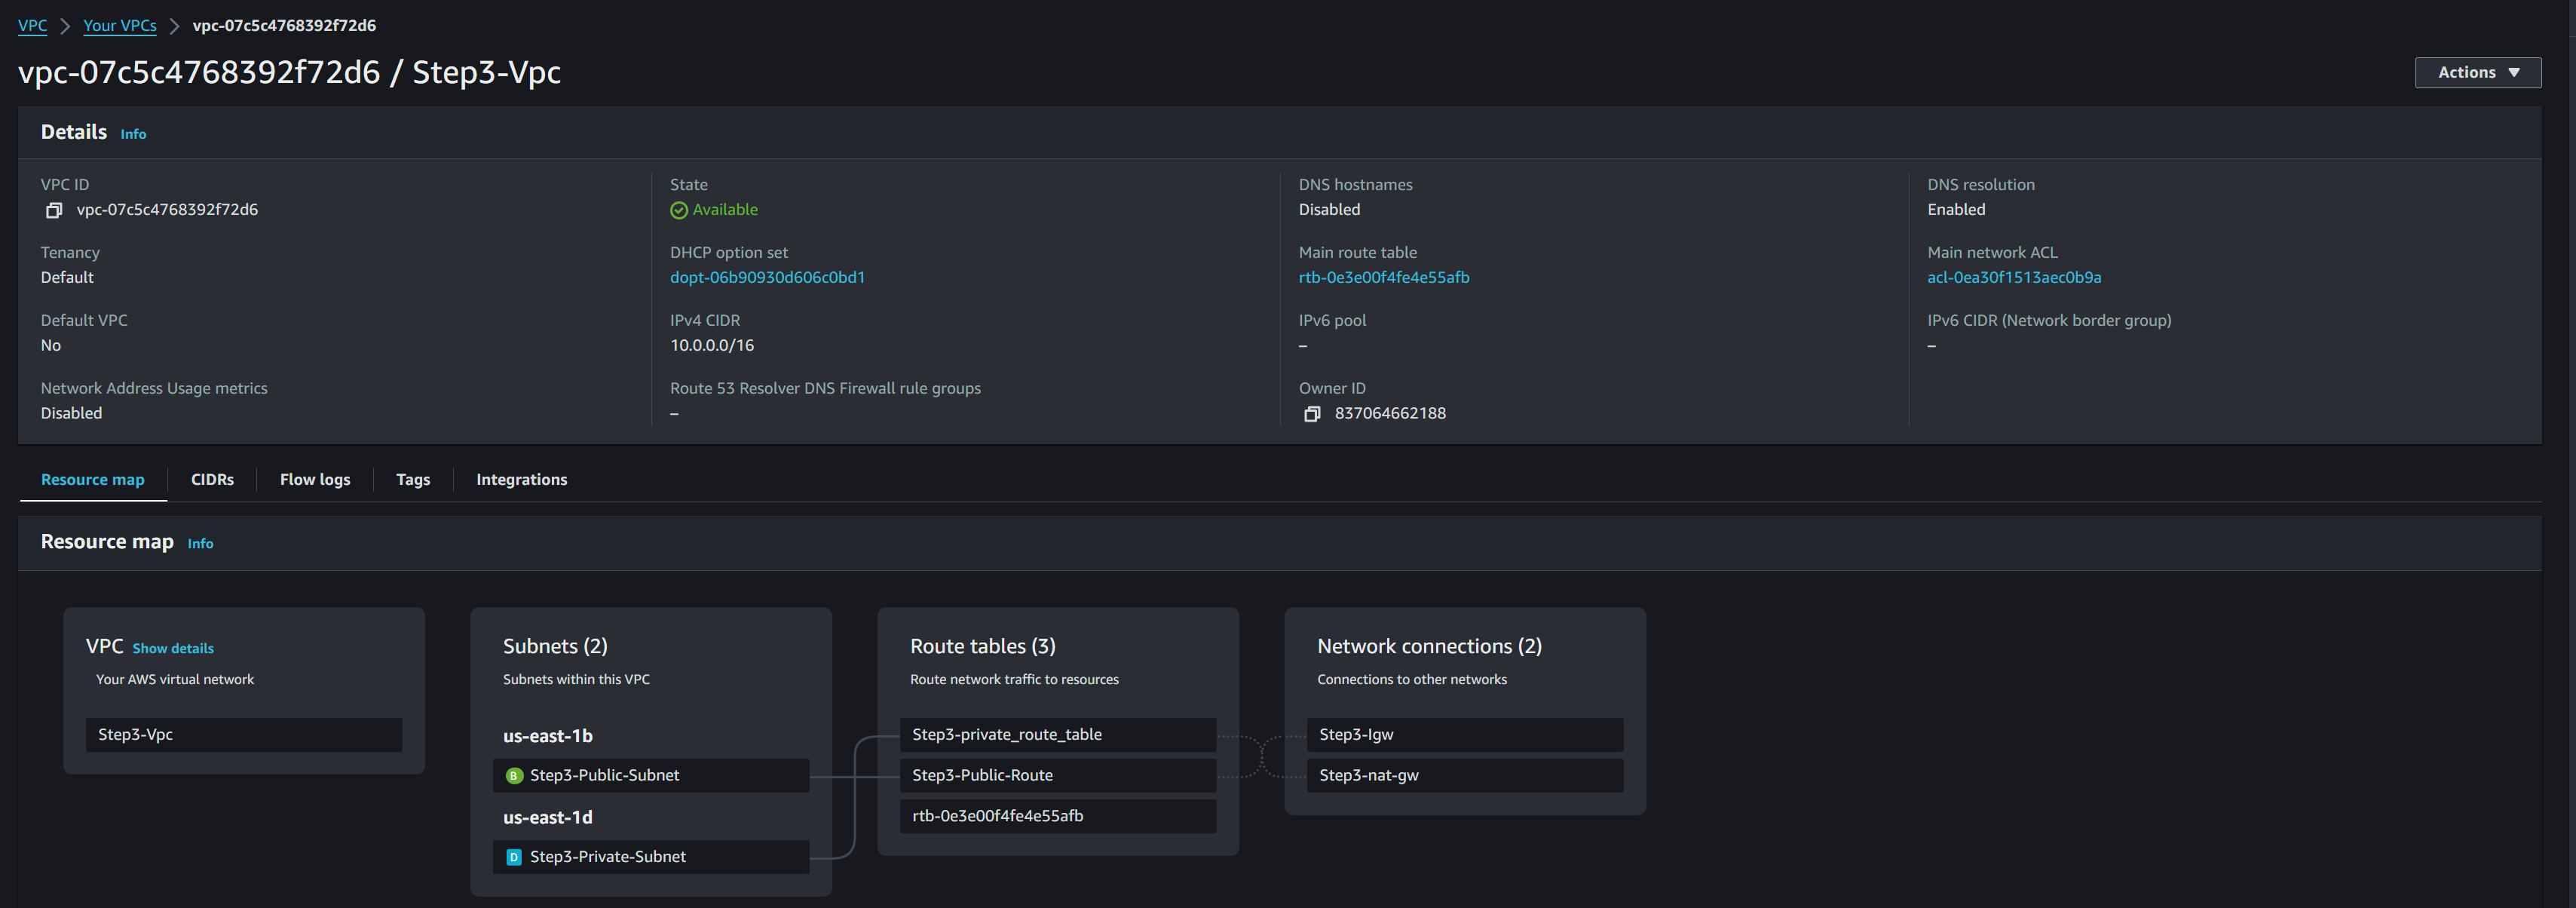 VPC > Your VPCs > vpc-07c5c4768392f72d6
vpc-07c5c4768392f72d6 / Step3-Vpc
Actions ▼
Details Info
VPC ID
vpc-07c5c4768392f72d6
State
Available
DNS hostnames
Disabled
DNS resolution
Enabled
Tenancy
Default
DHCP option set
dopt-06b90930d606c0bd1
Main route table
rtb-0e3e00f4fe4e55afb
Main network ACL
acl-0ea30f1513aec0b9a
Default VPC
No
IPv4 CIDR
10.0.0.0/16
IPv6 pool
–
IPv6 CIDR (Network border group)
–
Network Address Usage metrics
Disabled
Route 53 Resolver DNS Firewall rule groups
–
Owner ID
837064662188
Resource map CIDRs Flow logs Tags Integrations
Resource map Info
VPC Show details
Your AWS virtual network
Step3-Vpc
Subnets (2)
Subnets within this VPC
us-east-1b
B Step3-Public-Subnet
us-east-1d
D Step3-Private-Subnet
Route tables (3)
Route network traffic to resources
Step3-private_route_table
Step3-Public-Route
rtb-0e3e00f4fe4e55afb
Network connections (2)
Connections to other networks
Step3-Igw
Step3-nat-gw